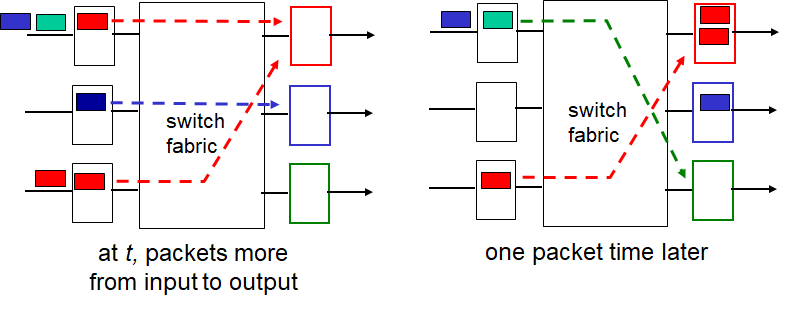 switch
fabric
at t, packets more
from input to output
switch
fabric
one packet time later